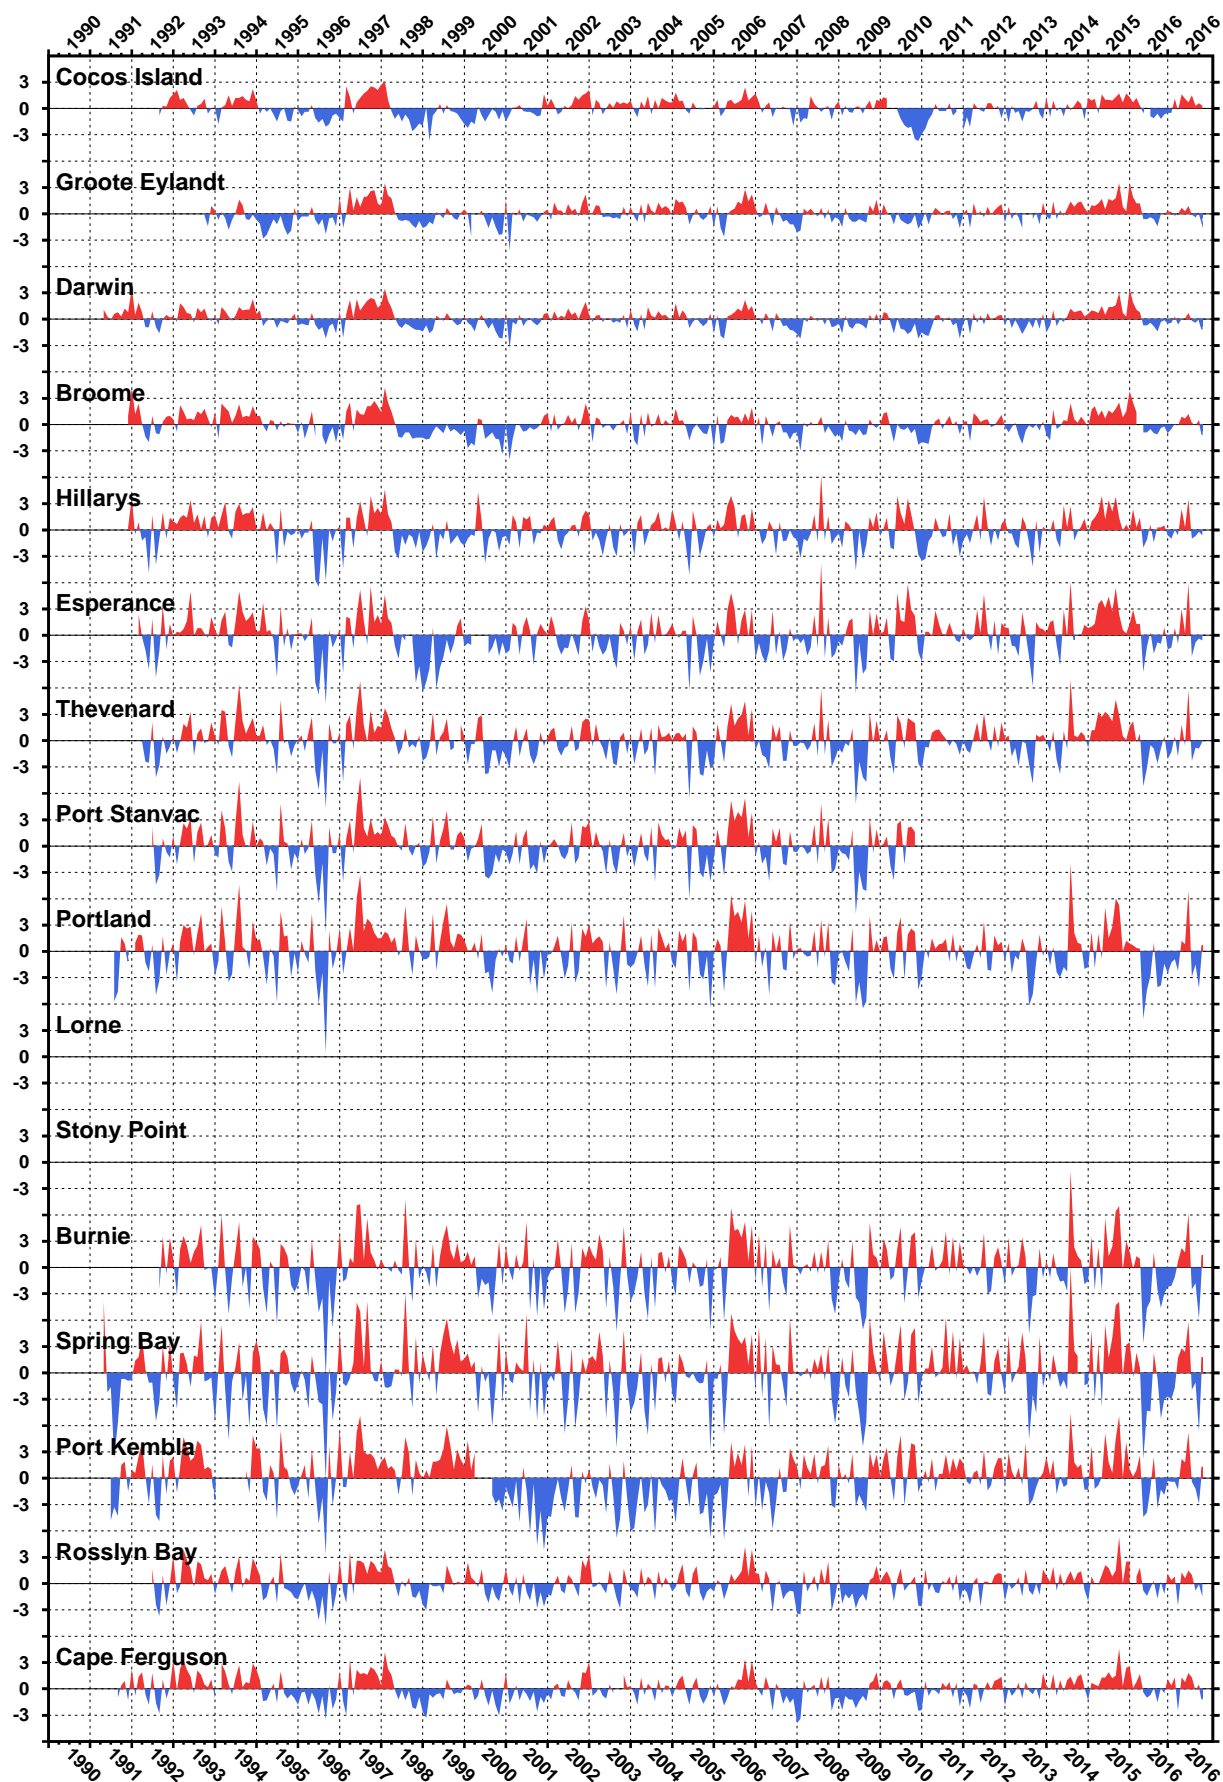 1990 1991 1992 1993 1994 1995 1996 1997 1998 1999 2000 2001 2002 2003 2004 2005 2006 2007 2008 2009 2010 2011 2012 2013 2014 2015 2016 2016
Cocos Island
3
0
-3
Groote Eylandt
3
0
-3
Darwin
3
0
-3
Broome
3
0
-3
Hillarys
3
0
-3
Esperance
3
0
-3
Thevenard
3
0
-3
Port Stanvac
3
0
-3
Portland
3
0
-3
Lorne
3
0
-3
Stony Point
3
0
-3
Burnie
3
0
-3
Spring Bay
3
0
-3
Port Kembla
3
0
-3
Rosslyn Bay
3
0
-3
Cape Ferguson
3
0
-3
1990 1991 1992 1993 1994 1995 1996 1997 1998 1999 2000 2001 2002 2003 2004 2005 2006 2007 2008 2009 2010 2011 2012 2013 2014 2015 2016 2016